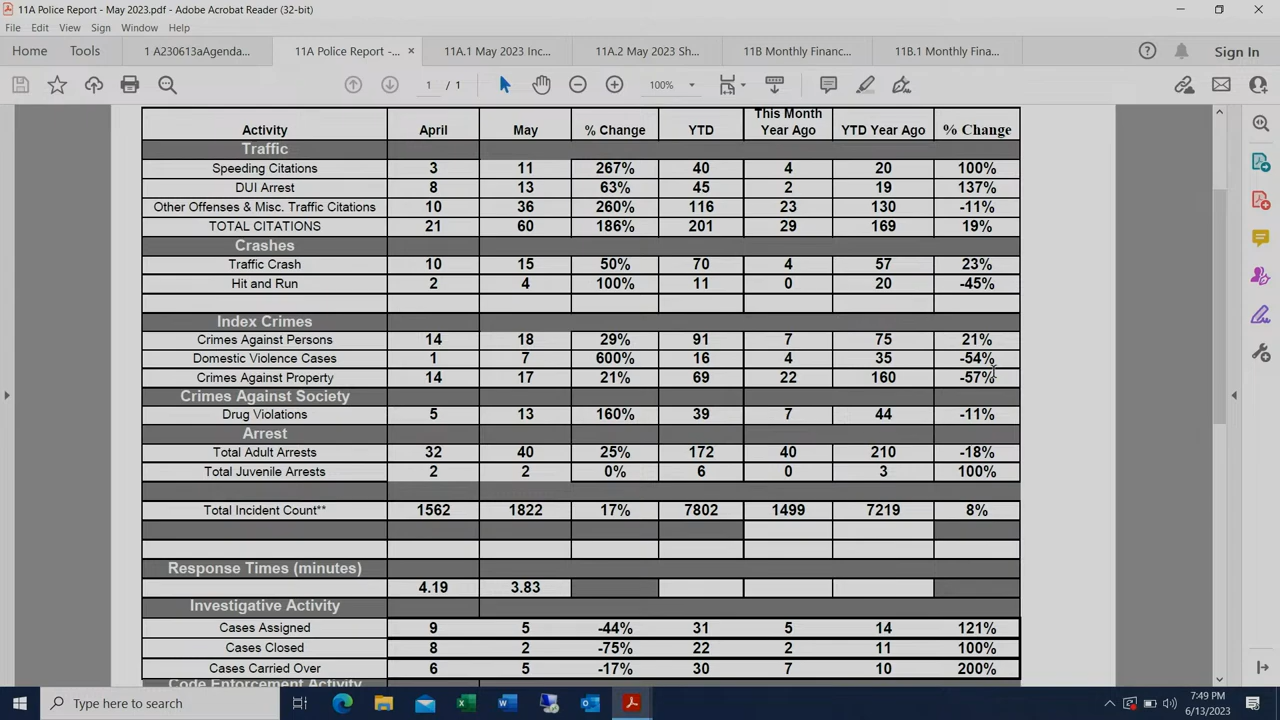 11A Police Report - May 2023.pdf - Adobe Acrobat Reader (32-bit)
File Edit View Sign Window Help
Home Tools 1 A230613aAgenda... 11A Police Report -... × 11A.1 May 2023 Inc... 11A.2 May 2023 Sh... 11B Monthly Financ... 11B.1 Monthly Fina... Sign In
1 / 1 100%
Activity April May % Change YTD This Month Year Ago YTD Year Ago % Change
Traffic
Speeding Citations 3 11 267% 40 4 20 100%
DUI Arrest 8 13 63% 45 2 19 137%
Other Offenses & Misc. Traffic Citations 10 36 260% 116 23 130 -11%
TOTAL CITATIONS 21 60 186% 201 29 169 19%
Crashes
Traffic Crash 10 15 50% 70 4 57 23%
Hit and Run 2 4 100% 11 0 20 -45%
Index Crimes
Crimes Against Persons 14 18 29% 91 7 75 21%
Domestic Violence Cases 1 7 600% 16 4 35 -54%
Crimes Against Property 14 17 21% 69 22 160 -57%
Crimes Against Society
Drug Violations 5 13 160% 39 7 44 -11%
Arrest
Total Adult Arrests 32 40 25% 172 40 210 -18%
Total Juvenile Arrests 2 2 0% 6 0 3 100%
Total Incident Count** 1562 1822 17% 7802 1499 7219 8%
Response Times (minutes)
4.19 3.83
Investigative Activity
Cases Assigned 9 5 -44% 31 5 14 121%
Cases Closed 8 2 -75% 22 2 11 100%
Cases Carried Over 6 5 -17% 30 7 10 200%
Code Enforcement Activity
Type here to search
7:49 PM
6/13/2023